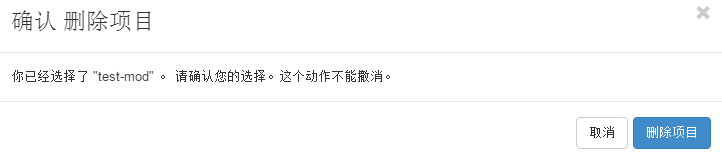 确认 删除项目
你已经选择了 "test-mod" 。 请确认您的选择。这个动作不能撤消。
取消 删除项目